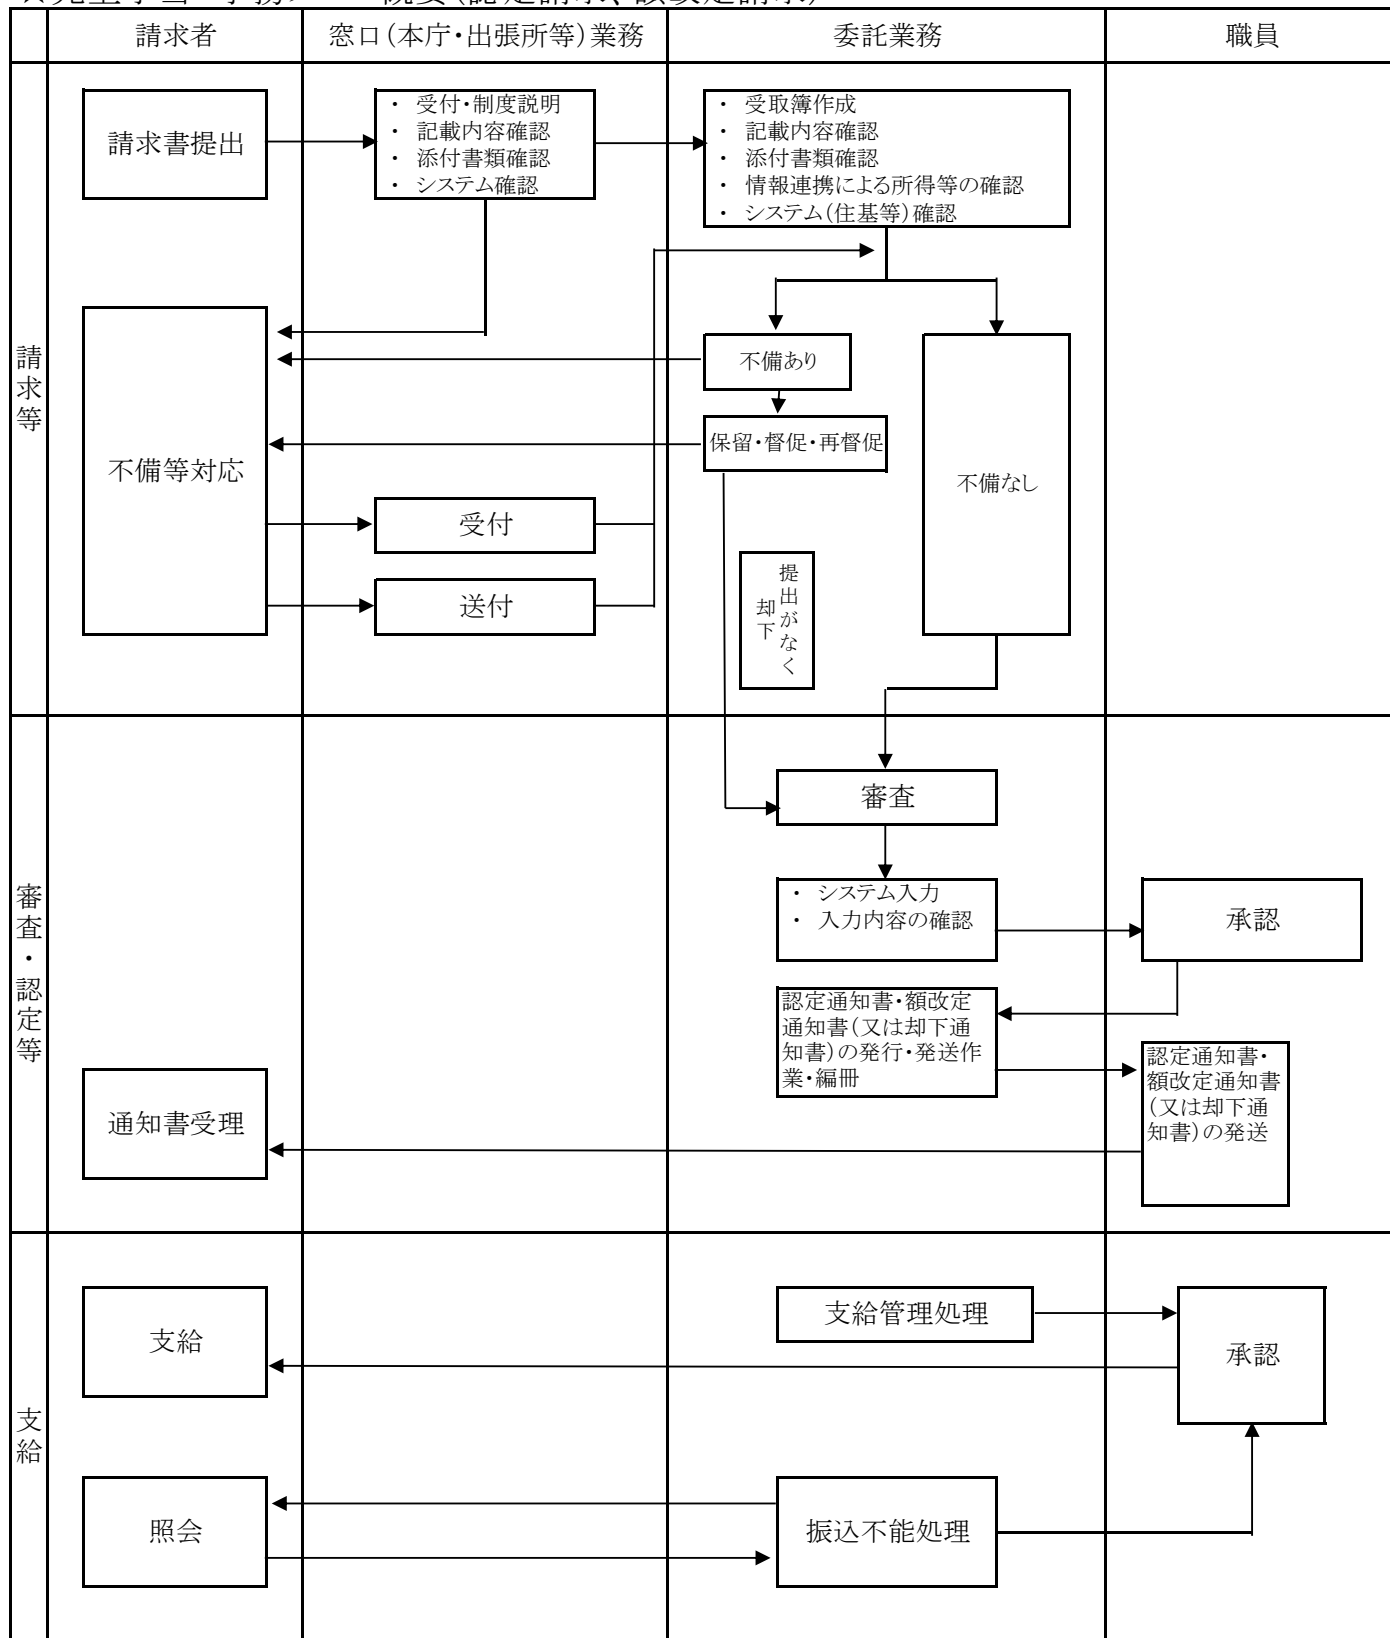 請求者
窓口(本庁・出張所等)業務
委託業務
職員
請求等
請求書提出
・ 受付・制度説明
・ 記載内容確認
・ 添付書類確認
・ システム確認
・ 受取簿作成
・ 記載内容確認
・ 添付書類確認
・ 情報連携による所得等の確認
・ システム(住基等)確認
不備等対応
不備あり
保留・督促・再督促
不備なし
受付
送付
提出がなく
却下
審査・認定等
審査
・ システム入力
・ 入力内容の確認
承認
認定通知書・額改定
通知書(又は却下通
知書)の発行・発送作
業・編冊
認定通知書・
額改定通知書
(又は却下通
知書)の発送
通知書受理
支給
支給
支給管理処理
承認
照会
振込不能処理